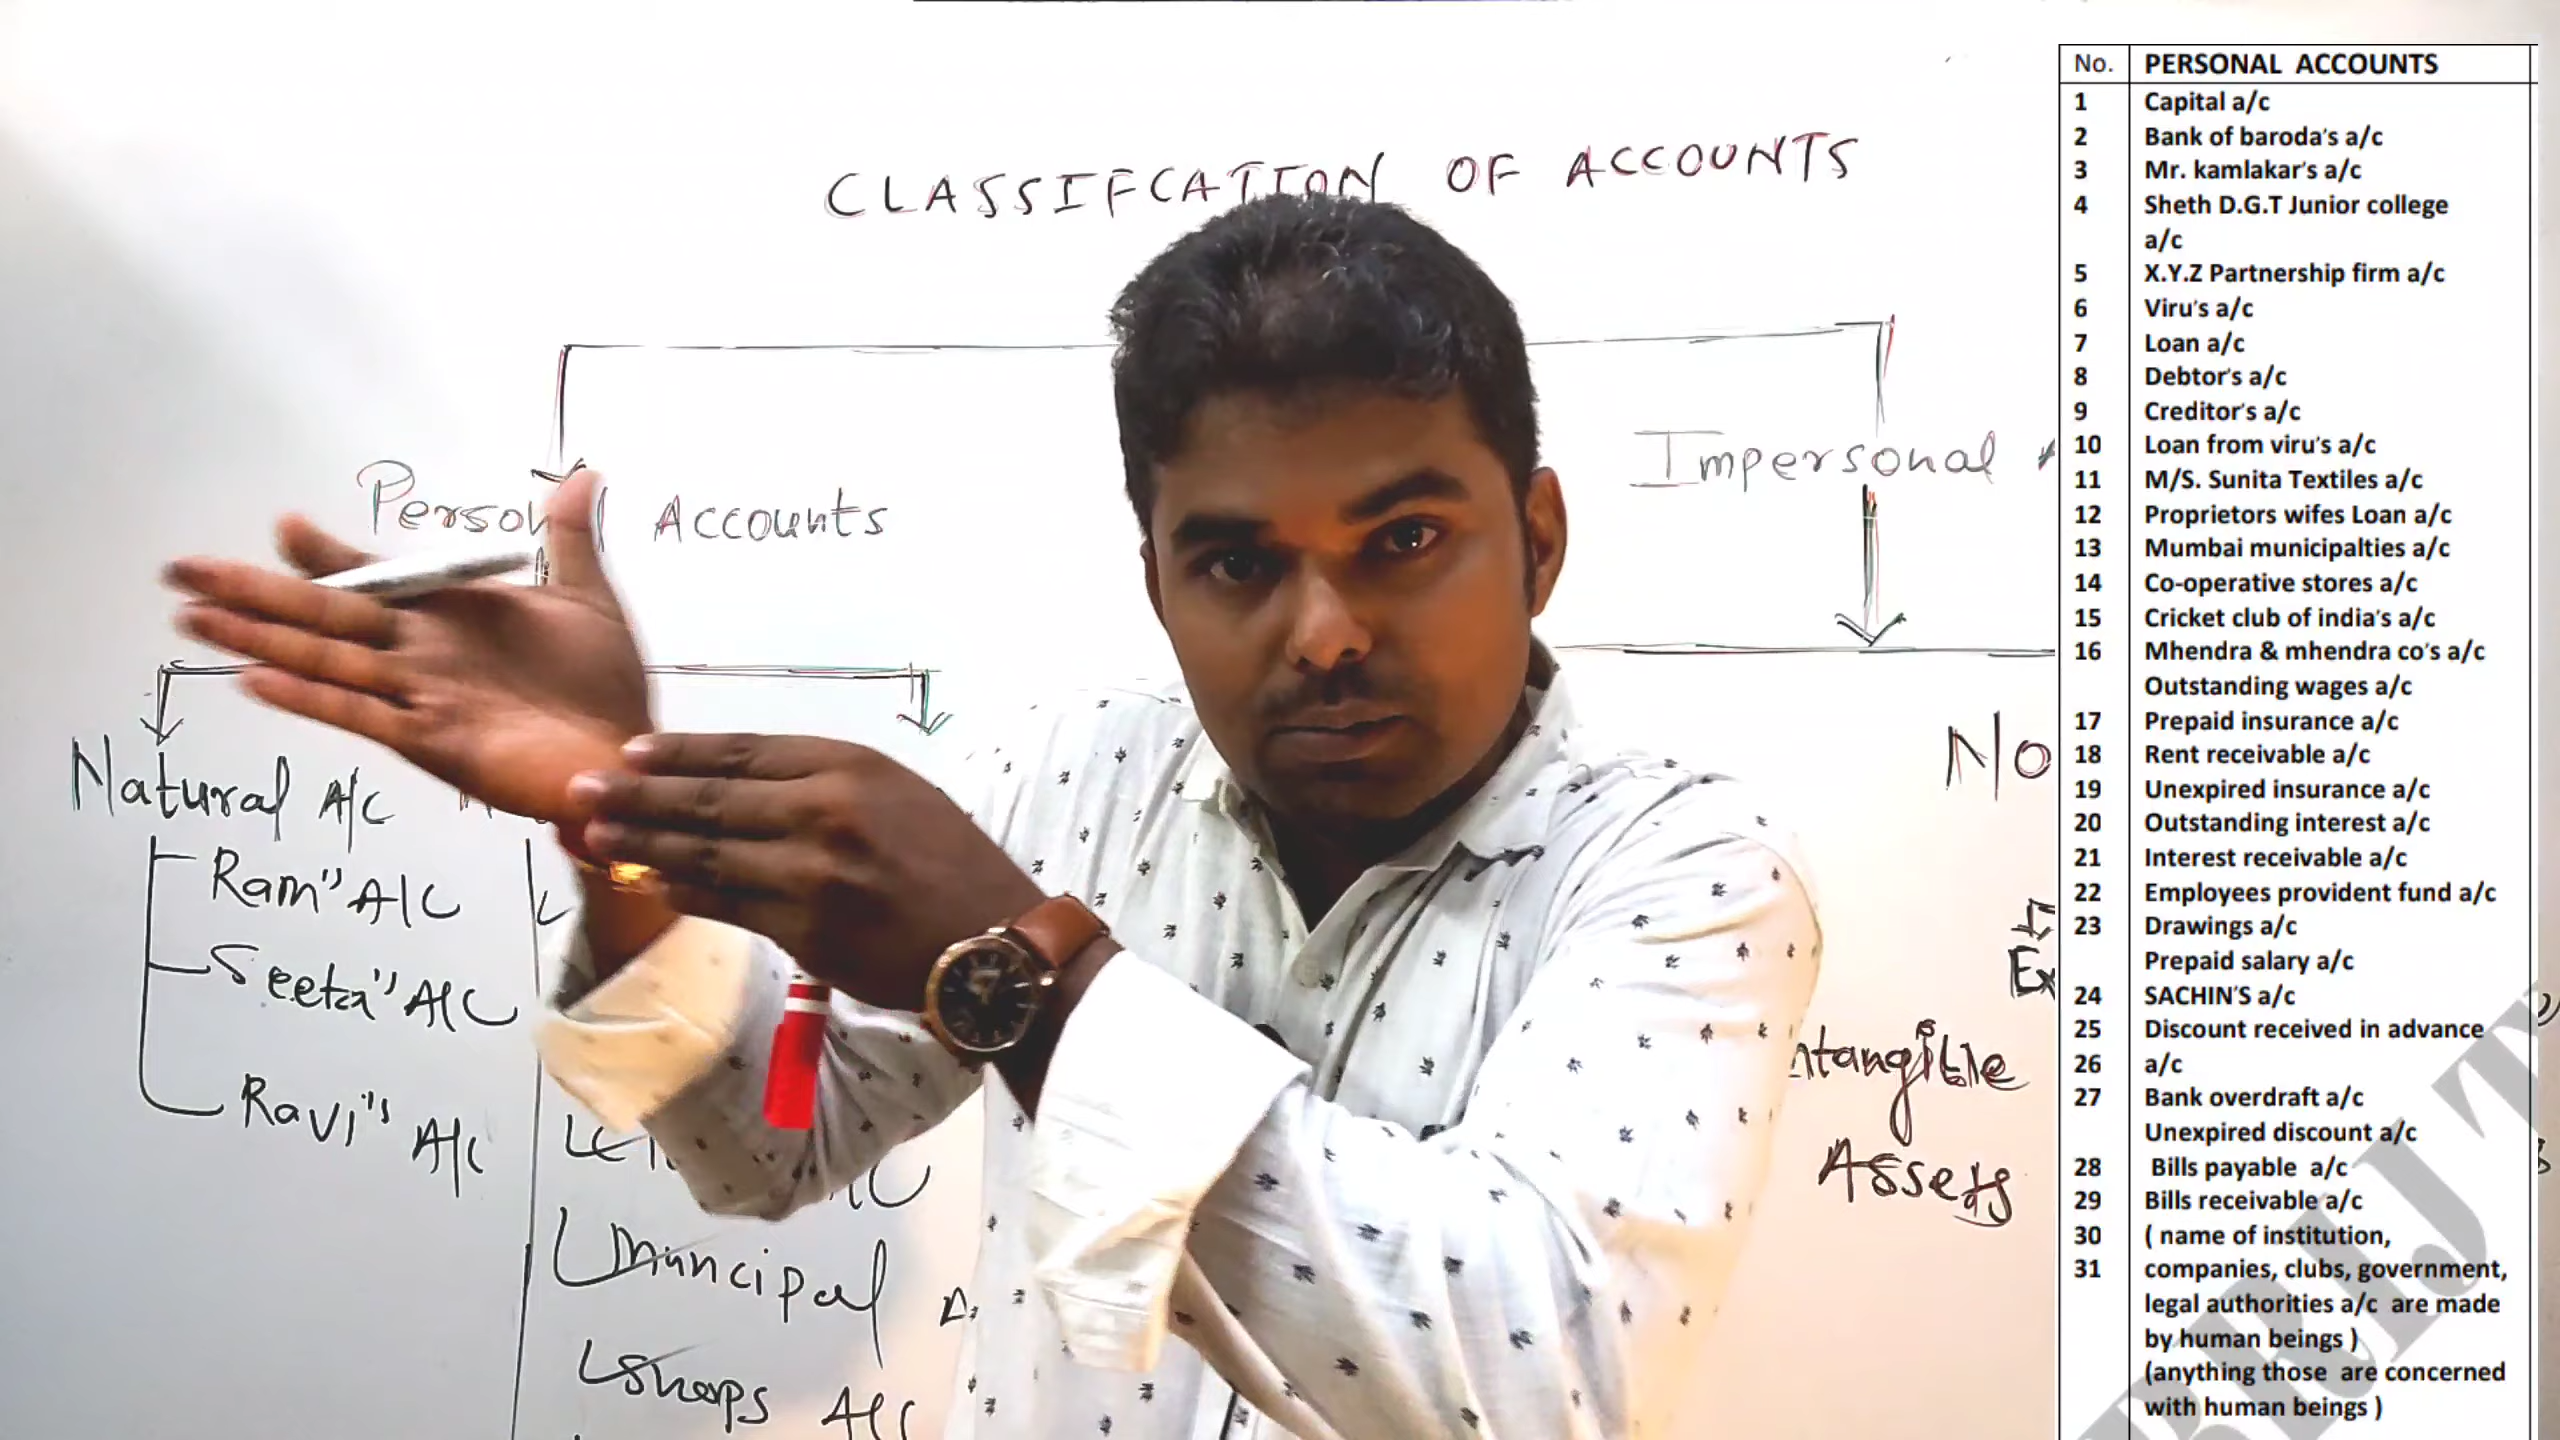 CLASSIFCATION OF ACCOUNTS
Personal Accounts
Impersonal
Natural A/C
Ram's A/C
Seeta's A/C
Ravi's A/C
Muncipal
Shops A/C
No
Ex
ntangible
Assets
No. PERSONAL ACCOUNTS
1 Capital a/c
2 Bank of baroda's a/c
3 Mr. kamlakar's a/c
4 Sheth D.G.T Junior college
a/c
5 X.Y.Z Partnership firm a/c
6 Viru's a/c
7 Loan a/c
8 Debtor's a/c
9 Creditor's a/c
10 Loan from viru's a/c
11 M/S. Sunita Textiles a/c
12 Proprietors wifes Loan a/c
13 Mumbai municipalties a/c
14 Co-operative stores a/c
15 Cricket club of india's a/c
16 Mhendra & mhendra co's a/c
Outstanding wages a/c
17 Prepaid insurance a/c
18 Rent receivable a/c
19 Unexpired insurance a/c
20 Outstanding interest a/c
21 Interest receivable a/c
22 Employees provident fund a/c
23 Drawings a/c
Prepaid salary a/c
24 SACHIN'S a/c
25 Discount received in advance
26 a/c
27 Bank overdraft a/c
Unexpired discount a/c
28 Bills payable a/c
29 Bills receivable a/c
30 ( name of institution,
31 companies, clubs, government,
legal authorities a/c are made
by human beings )
(anything those are concerned
with human beings )